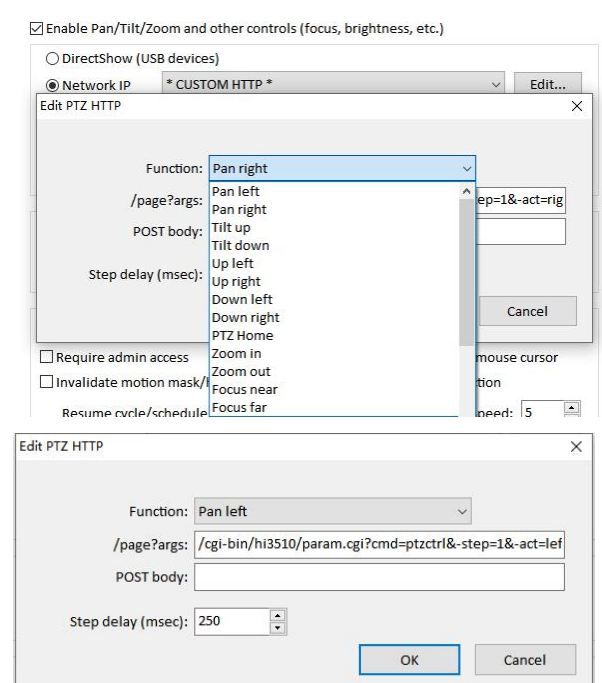 Enable Pan/Tilt/Zoom and other controls (focus, brightness, etc.)
DirectShow (USB devices)
Network IP * CUSTOM HTTP * Edit...
Edit PTZ HTTP
Function: Pan right
/page?args: ep=1&-act=rig
POST body:
Step delay (msec):
Pan left
Pan right
Tilt up
Tilt down
Up left
Up right
Down left
Down right
PTZ Home
Zoom in
Zoom out
Focus near
Focus far
Cancel
Require admin access mouse cursor
Invalidate motion mask/ tion
Resume cycle/schedule peed: 5
Edit PTZ HTTP
Function: Pan left
/page?args: /cgi-bin/hi3510/param.cgi?cmd=ptzctrl&-step=1&-act=lef
POST body:
Step delay (msec): 250
OK Cancel